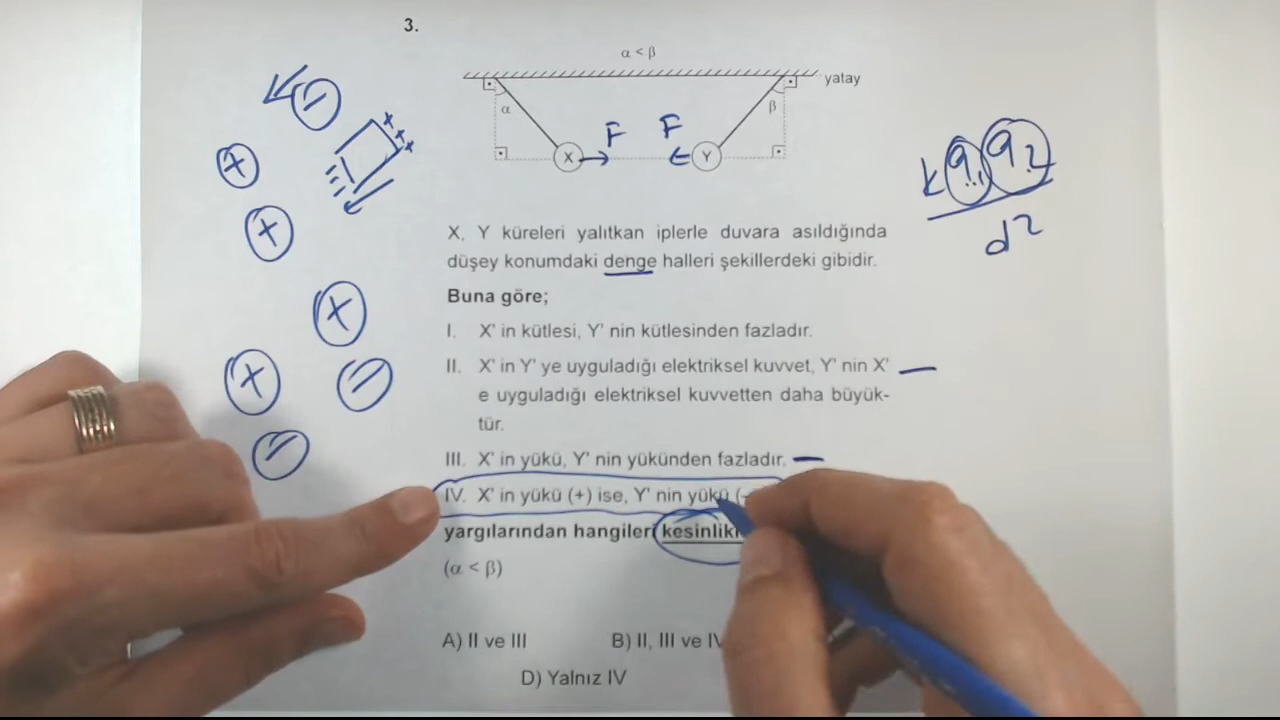 3.
α < β
yatay
α
β
F
F
X
Y
k q1 q2
d2
X, Y küreleri yalıtkan iplerle duvara asıldığında
düşey konumdaki denge halleri şekillerdeki gibidir.
Buna göre;
I. X' in kütlesi, Y' nin kütlesinden fazladır.
II. X' in Y' ye uyguladığı elektriksel kuvvet, Y' nin X'
e uyguladığı elektriksel kuvvetten daha büyük-
tür.
III. X' in yükü, Y' nin yükünden fazladır.
IV. X' in yükü (+) ise, Y' nin yükü
yargılarından hangileri
(α < β)
A) II ve III
B) II, III ve
D) Yalnız IV